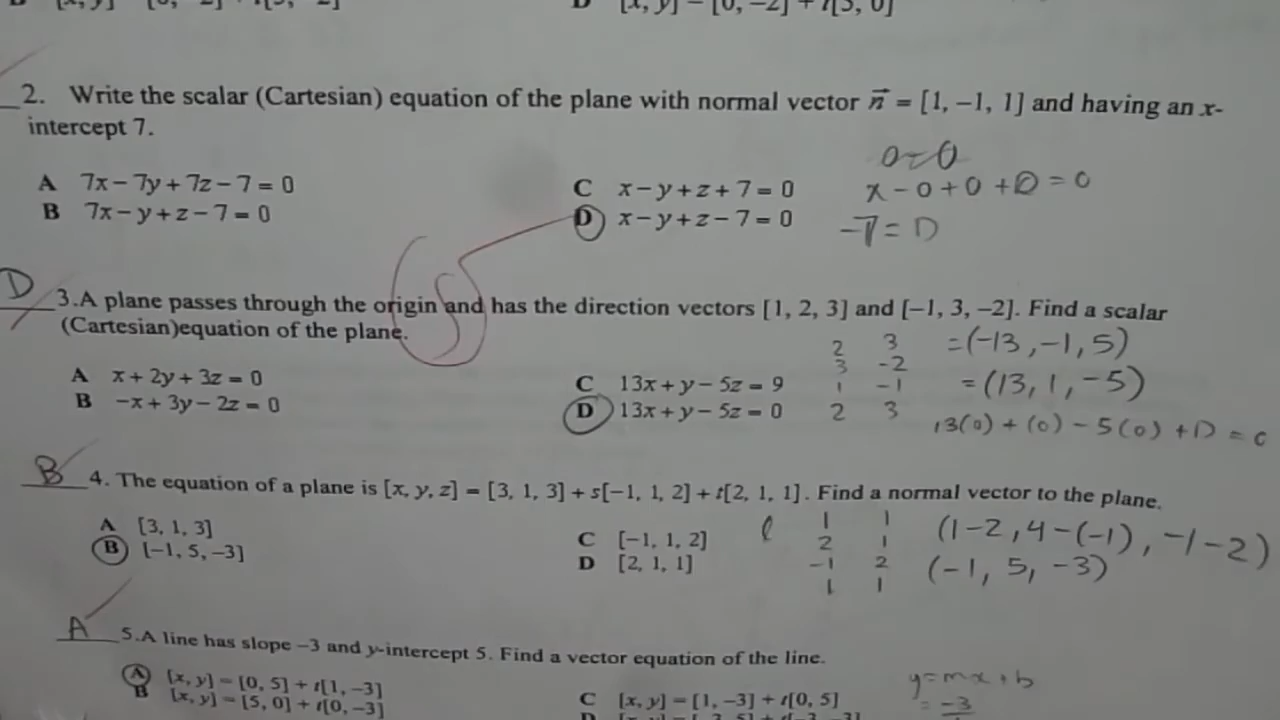 [x, y] = [0, −2] + t[5, 0]
2. Write the scalar (Cartesian) equation of the plane with normal vector n⃗ = [1, −1, 1] and having an x-
intercept 7.
A 7x − 7y + 7z − 7 = 0
B 7x − y + z − 7 = 0
C x − y + z + 7 = 0
D x − y + z − 7 = 0
x - 0 + 0 + D = 0
-7 = D
D
3.A plane passes through the origin and has the direction vectors [1, 2, 3] and [−1, 3, −2]. Find a scalar
(Cartesian)equation of the plane.
A x + 2y + 3z = 0
B −x + 3y − 2z = 0
C 13x + y − 5z = 9
D 13x + y − 5z = 0
2 3
3 -2
1 -1
2 3
=(-13, -1, 5)
= (13, 1, -5)
13(0) + (0) - 5(0) + D = 0
B
4. The equation of a plane is [x, y, z] = [3, 1, 3] + s[−1, 1, 2] + t[2, 1, 1]. Find a normal vector to the plane.
A [3, 1, 3]
B [−1, 5, −3]
C [−1, 1, 2]
D [2, 1, 1]
1 1
2 1
-1 2
1 1
(1-2, 4-(-1), -1-2)
(-1, 5, -3)
A
5.A line has slope −3 and y-intercept 5. Find a vector equation of the line.
A [x, y] = [0, 5] + t[1, −3]
B [x, y] = [5, 0] + t[0, −3]
C [x, y] = [1, −3] + t[0, 5]
y = mx + b
= -3